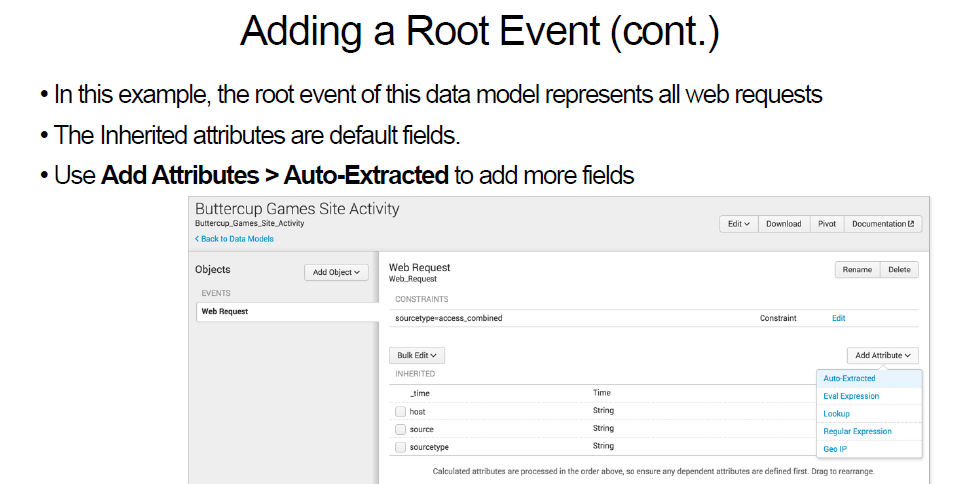 Adding a Root Event (cont.)
• In this example, the root event of this data model represents all web requests
• The Inherited attributes are default fields.
• Use Add Attributes > Auto-Extracted to add more fields
Buttercup Games Site Activity
Buttercup_Games_Site_Activity
< Back to Data Models
Edit Download Pivot Documentation
Objects
Add Object
EVENTS
Web Request
Web Request
Web_Request
Rename Delete
CONSTRAINTS
sourcetype=access_combined Constraint Edit
Bulk Edit Add Attribute
INHERITED
_time Time
host String
source String
sourcetype String
Auto-Extracted
Eval Expression
Lookup
Regular Expression
Geo IP
Calculated attributes are processed in the order above, so ensure any dependent attributes are defined first. Drag to rearrange.